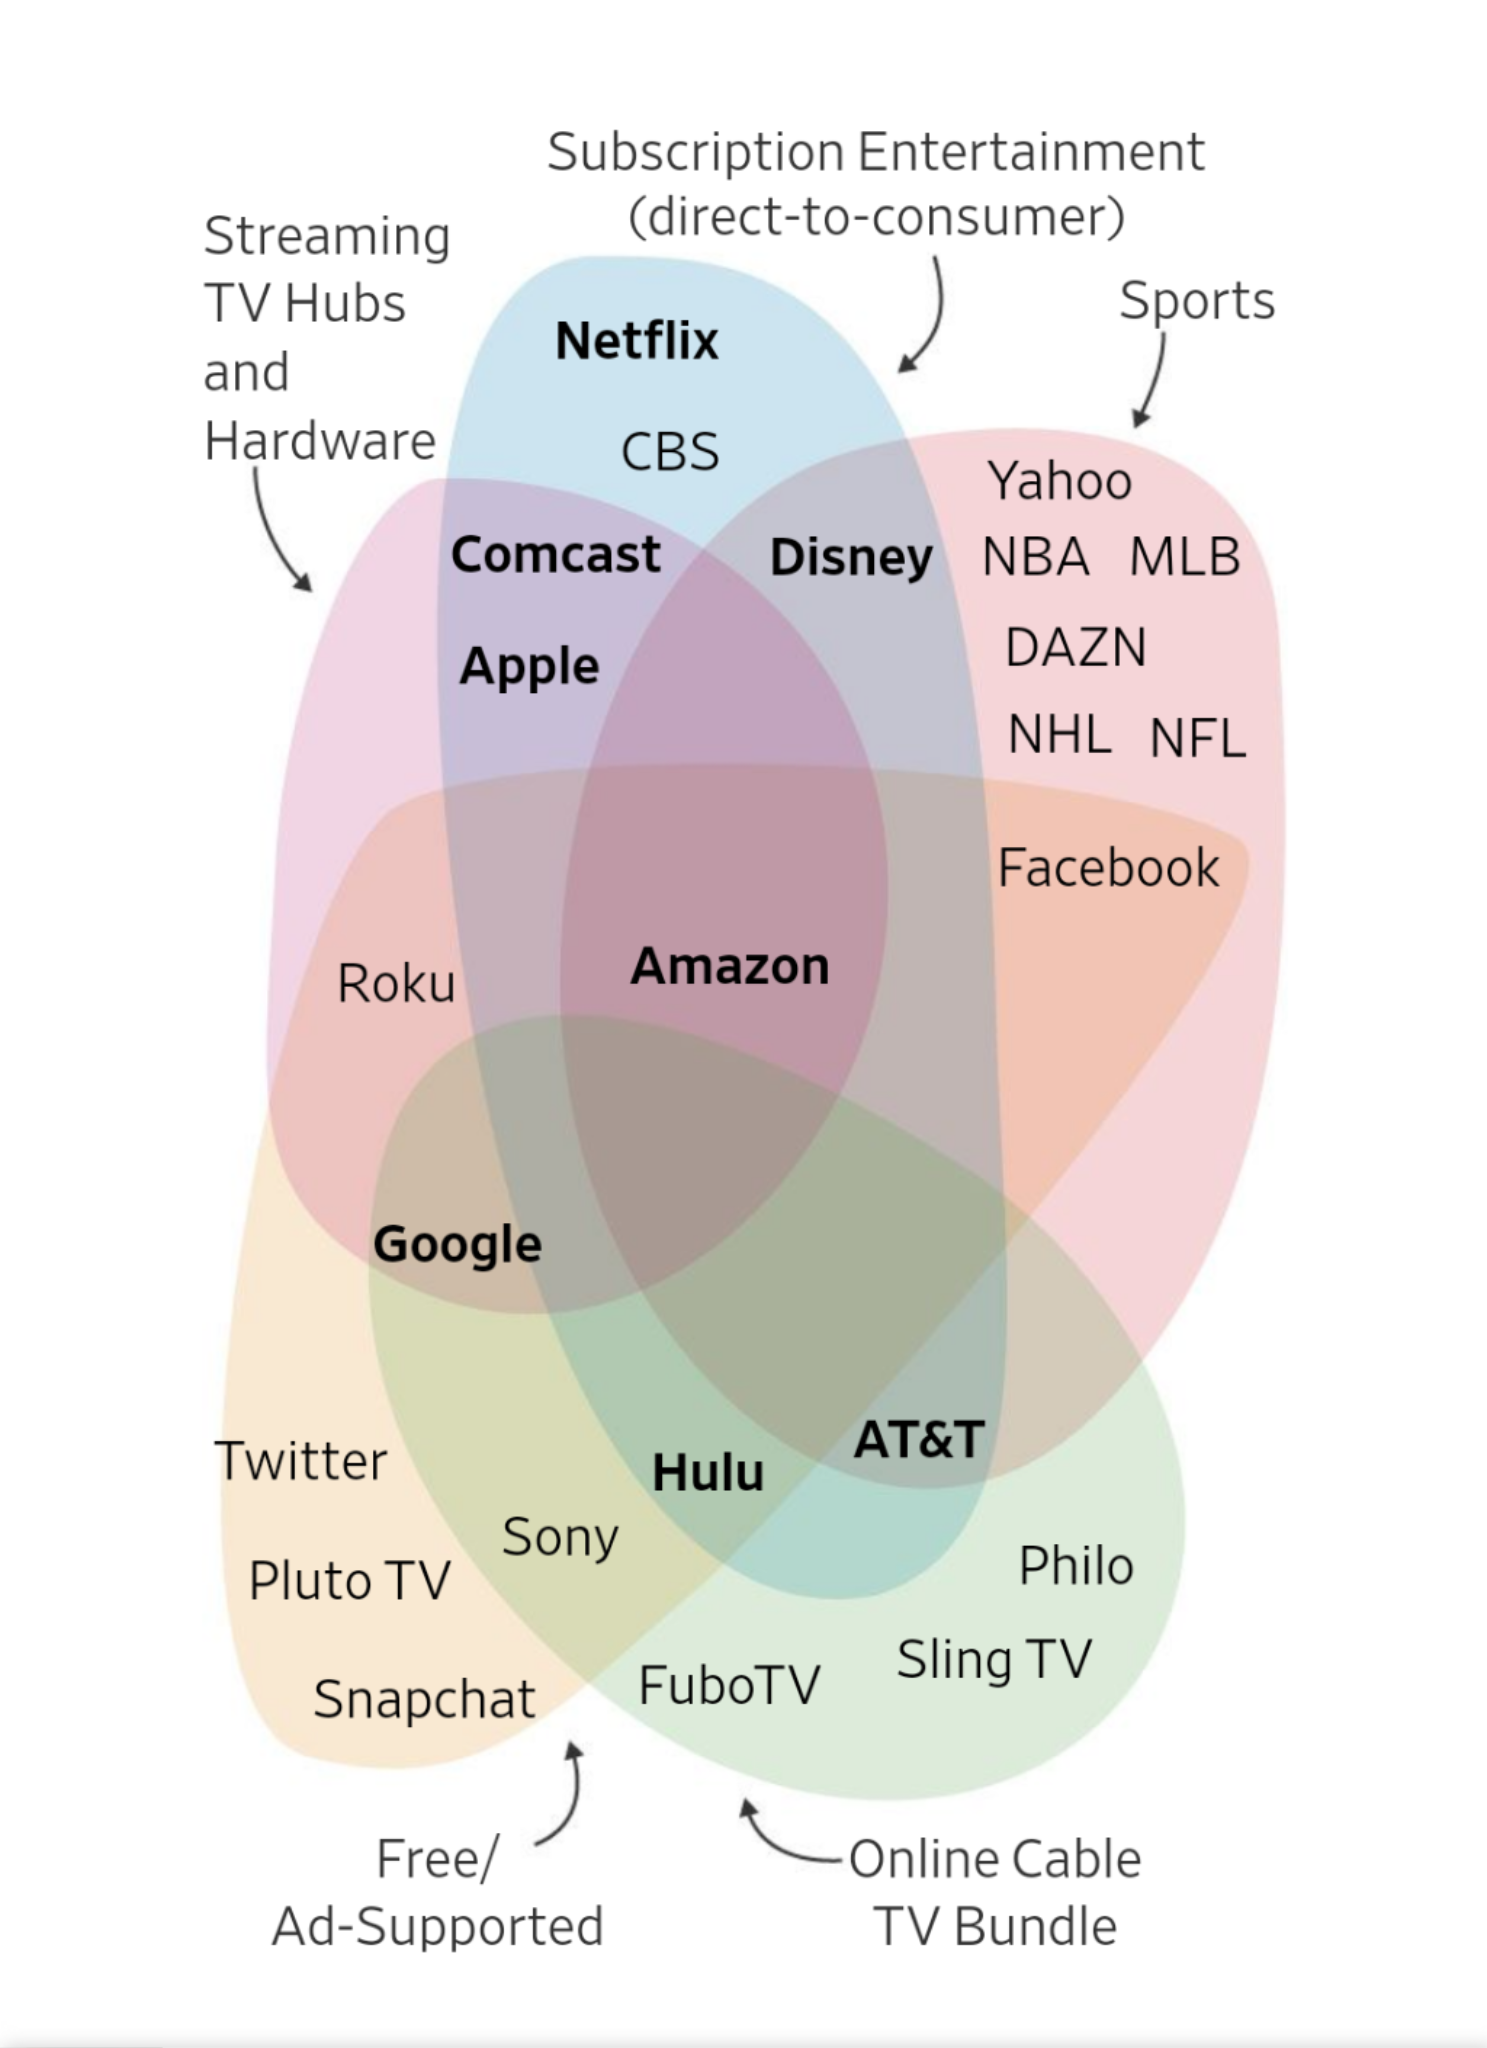 Subscription Entertainment
(direct-to-consumer)
Streaming
TV Hubs
and
Hardware
Sports
Netflix
CBS
Yahoo
Comcast
Disney
NBA MLB
Apple
DAZN
NHL NFL
Facebook
Roku
Amazon
Google
Twitter
Hulu
AT&T
Sony
Pluto TV
Philo
Snapchat
FuboTV
Sling TV
Free/
Ad-Supported
Online Cable
TV Bundle